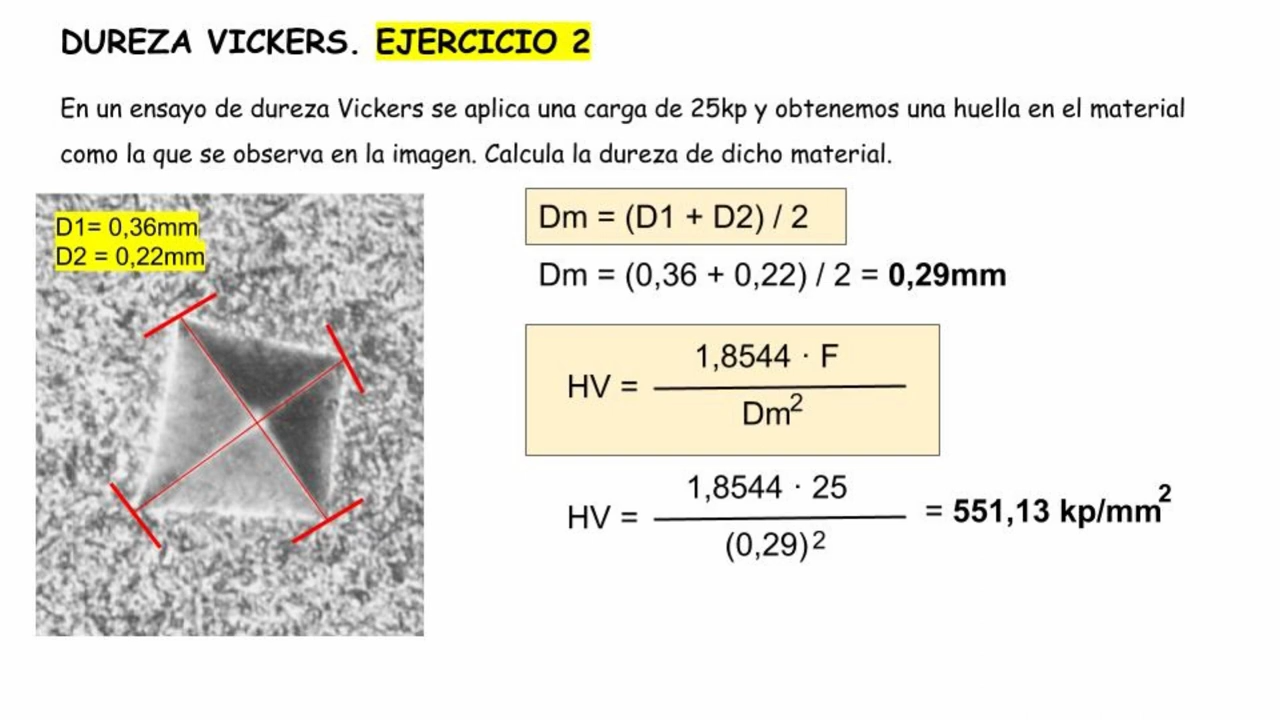 DUREZA VICKERS. EJERCICIO 2
En un ensayo de dureza Vickers se aplica una carga de 25kp y obtenemos una huella en el material
como la que se observa en la imagen. Calcula la dureza de dicho material.
D1= 0,36mm
D2 = 0,22mm
Dm = (D1 + D2) / 2
Dm = (0,36 + 0,22) / 2 = 0,29mm
1,8544 · F
HV =
Dm²
1,8544 · 25
HV =
= 551,13 kp/mm²
(0,29)²